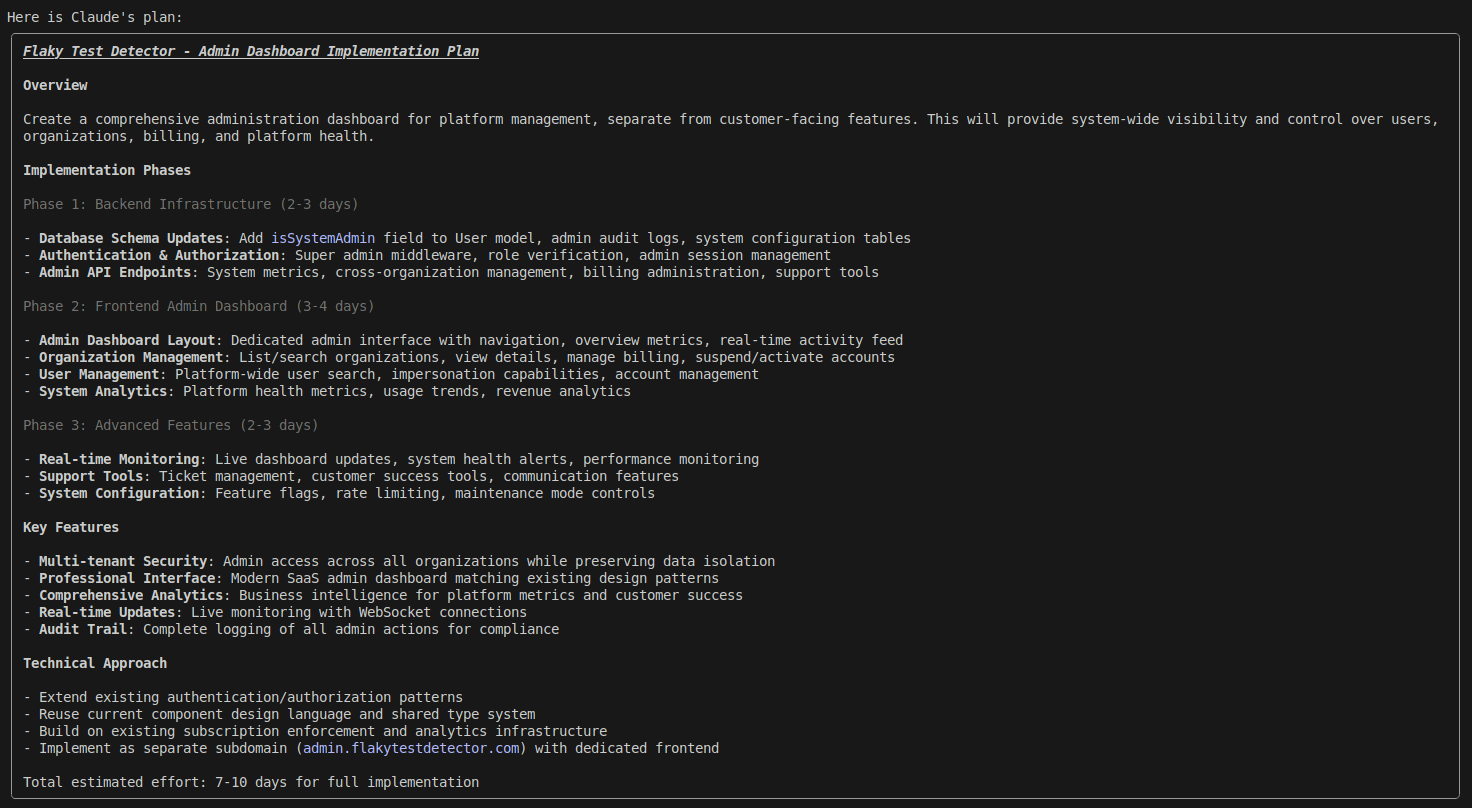 Here is Claude's plan:
Flaky Test Detector - Admin Dashboard Implementation Plan
Overview
Create a comprehensive administration dashboard for platform management, separate from customer-facing features. This will provide system-wide visibility and control over users,
organizations, billing, and platform health.
Implementation Phases
Phase 1: Backend Infrastructure (2-3 days)
- Database Schema Updates: Add isSystemAdmin field to User model, admin audit logs, system configuration tables
- Authentication & Authorization: Super admin middleware, role verification, admin session management
- Admin API Endpoints: System metrics, cross-organization management, billing administration, support tools
Phase 2: Frontend Admin Dashboard (3-4 days)
- Admin Dashboard Layout: Dedicated admin interface with navigation, overview metrics, real-time activity feed
- Organization Management: List/search organizations, view details, manage billing, suspend/activate accounts
- User Management: Platform-wide user search, impersonation capabilities, account management
- System Analytics: Platform health metrics, usage trends, revenue analytics
Phase 3: Advanced Features (2-3 days)
- Real-time Monitoring: Live dashboard updates, system health alerts, performance monitoring
- Support Tools: Ticket management, customer success tools, communication features
- System Configuration: Feature flags, rate limiting, maintenance mode controls
Key Features
- Multi-tenant Security: Admin access across all organizations while preserving data isolation
- Professional Interface: Modern SaaS admin dashboard matching existing design patterns
- Comprehensive Analytics: Business intelligence for platform metrics and customer success
- Real-time Updates: Live monitoring with WebSocket connections
- Audit Trail: Complete logging of all admin actions for compliance
Technical Approach
- Extend existing authentication/authorization patterns
- Reuse current component design language and shared type system
- Build on existing subscription enforcement and analytics infrastructure
- Implement as separate subdomain (admin.flakytestdetector.com) with dedicated frontend
Total estimated effort: 7-10 days for full implementation